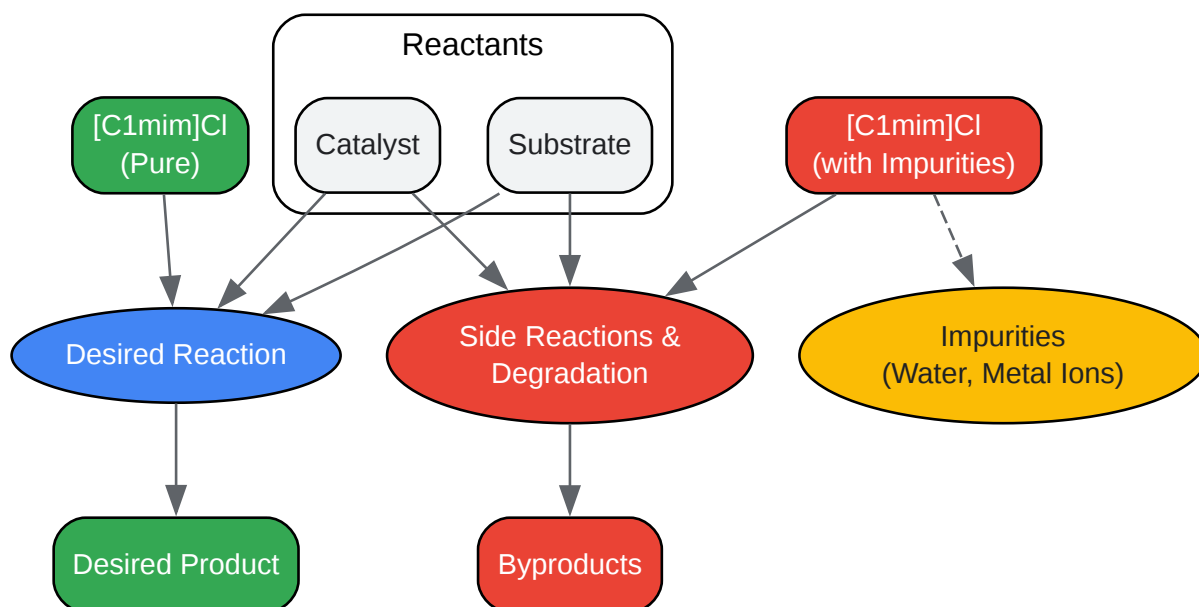 Reactants
[C1mim]Cl
(Pure)
Catalyst
Substrate
[C1mim]Cl
(with Impurities)
Desired Reaction
Side Reactions &
Degradation
Impurities
(Water, Metal Ions)
Desired Product
Byproducts